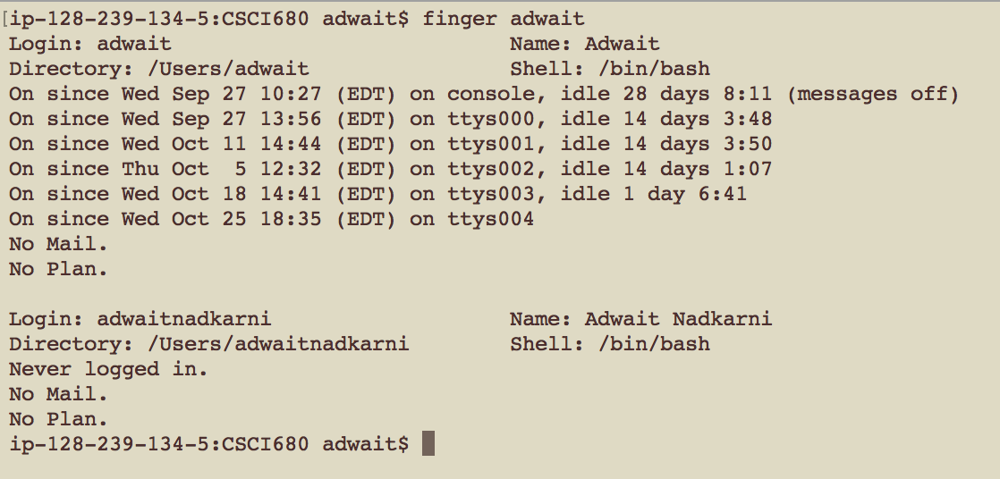 [ip-128-239-134-5:CSCI680 adwait$ finger adwait
Login: adwait                           Name: Adwait
Directory: /Users/adwait                Shell: /bin/bash
On since Wed Sep 27 10:27 (EDT) on console, idle 28 days 8:11 (messages off)
On since Wed Sep 27 13:56 (EDT) on ttys000, idle 14 days 3:48
On since Wed Oct 11 14:44 (EDT) on ttys001, idle 14 days 3:50
On since Thu Oct  5 12:32 (EDT) on ttys002, idle 14 days 1:07
On since Wed Oct 18 14:41 (EDT) on ttys003, idle 1 day 6:41
On since Wed Oct 25 18:35 (EDT) on ttys004
No Mail.
No Plan.

Login: adwaitnadkarni                   Name: Adwait Nadkarni
Directory: /Users/adwaitnadkarni        Shell: /bin/bash
Never logged in.
No Mail.
No Plan.
ip-128-239-134-5:CSCI680 adwait$